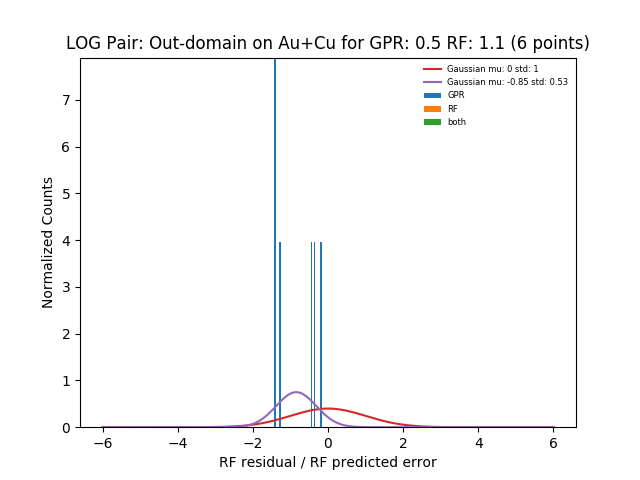 LOG Pair: Out-domain on Au+Cu for GPR: 0.5 RF: 1.1 (6 points)
Gaussian mu: 0 std: 1
Gaussian mu: -0.85 std: 0.53
GPR
RF
both
Normalized Counts
7
6
5
4
3
2
1
0
−6
−4
−2
0
2
4
6
RF residual / RF predicted error